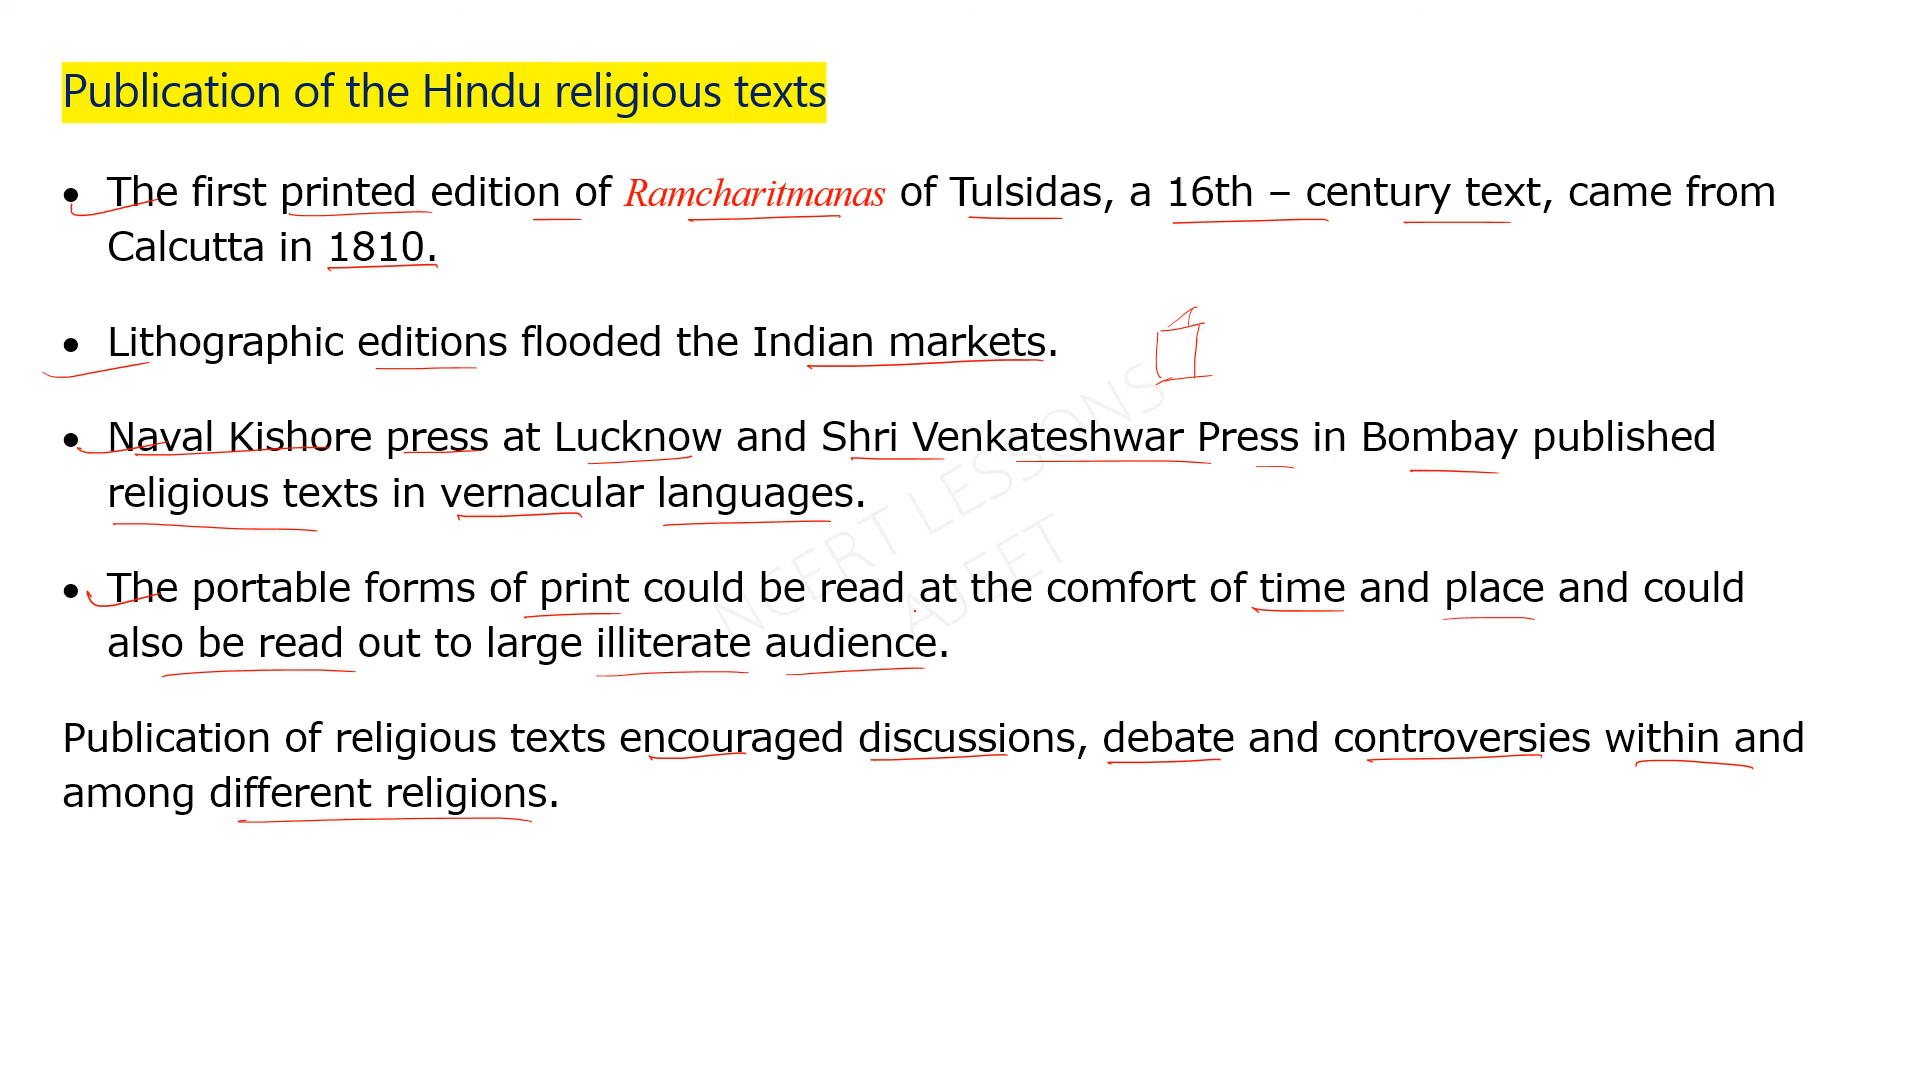 Publication of the Hindu religious texts
• The first printed edition of Ramcharitmanas of Tulsidas, a 16th – century text, came from
Calcutta in 1810.
• Lithographic editions flooded the Indian markets.
• Naval Kishore press at Lucknow and Shri Venkateshwar Press in Bombay published
religious texts in vernacular languages.
• The portable forms of print could be read at the comfort of time and place and could
also be read out to large illiterate audience.
Publication of religious texts encouraged discussions, debate and controversies within and
among different religions.
NCERT LESSONS
AJEET